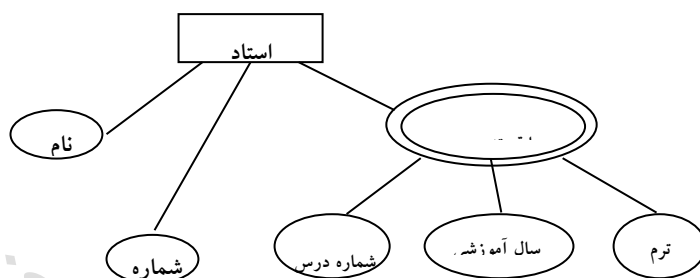 استاد
نام
شماره
شماره درس
سال آموزشی
ترم